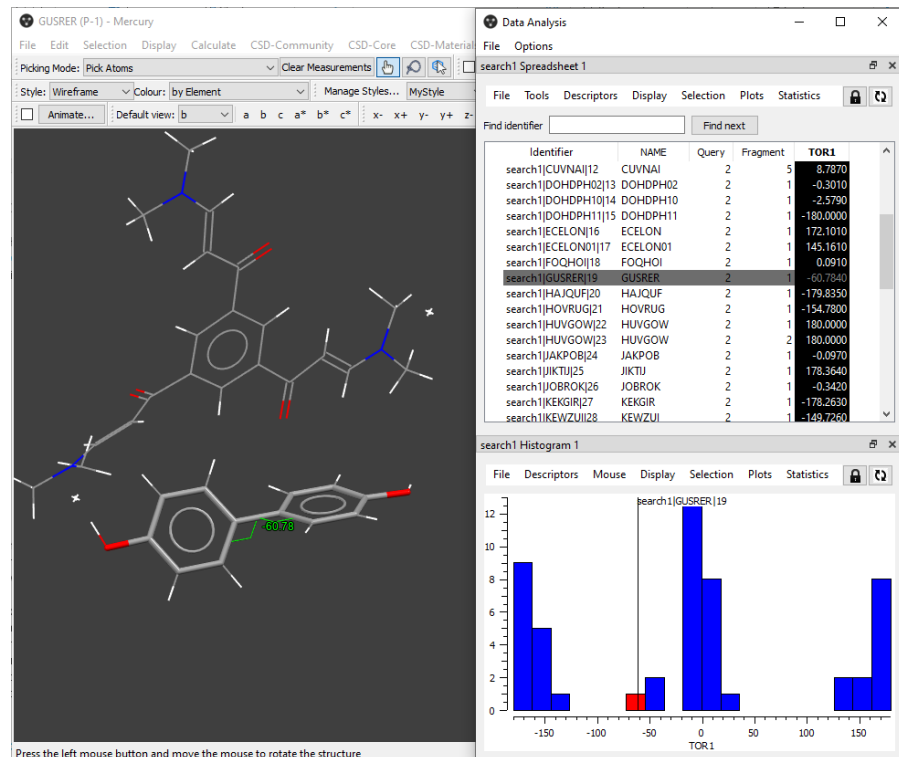 GUSRER (P-1) - Mercury
File Edit Selection Display Calculate CSD-Community CSD-Core CSD-Material
Picking Mode: Pick Atoms Clear Measurements
Style: Wireframe Colour: by Element Manage Styles... MyStyle
Animate... Default view: b a b c a* b* c* x- x+ y- y+ z-
-60.78
Press the left mouse button and move the mouse to rotate the structure
Data Analysis
File Options
search1 Spreadsheet 1
File Tools Descriptors Display Selection Plots Statistics
Find identifier Find next
Identifier NAME Query Fragment TOR1
search1|CUVNAI|12 CUVNAI 2 5 8.7870
search1|DOHDPH02|13 DOHDPH02 2 1 -0.3010
search1|DOHDPH10|14 DOHDPH10 2 1 -2.5790
search1|DOHDPH11|15 DOHDPH11 2 1 -180.0000
search1|ECELON|16 ECELON 2 1 172.1010
search1|ECELON01|17 ECELON01 2 1 145.1610
search1|FOQHOI|18 FOQHOI 2 1 0.0910
search1|GUSRER|19 GUSRER 2 1 -60.7840
search1|HAJQUF|20 HAJQUF 2 1 -179.8350
search1|HOVRUG|21 HOVRUG 2 1 -154.7800
search1|HUVGOW|22 HUVGOW 2 1 180.0000
search1|HUVGOW|23 HUVGOW 2 2 180.0000
search1|JAKPOB|24 JAKPOB 2 1 -0.0970
search1|JIKTIJ|25 JIKTIJ 2 1 178.3640
search1|JOBROK|26 JOBROK 2 1 -0.3420
search1|KEKGIR|27 KEKGIR 2 1 -178.2630
search1|KEWZUI|28 KEWZUI 2 1 -149.7260
search1 Histogram 1
File Descriptors Mouse Display Selection Plots Statistics
search1|GUSRER|19
12
10
8
6
4
2
0
-150 -100 -50 0 50 100 150
TOR1